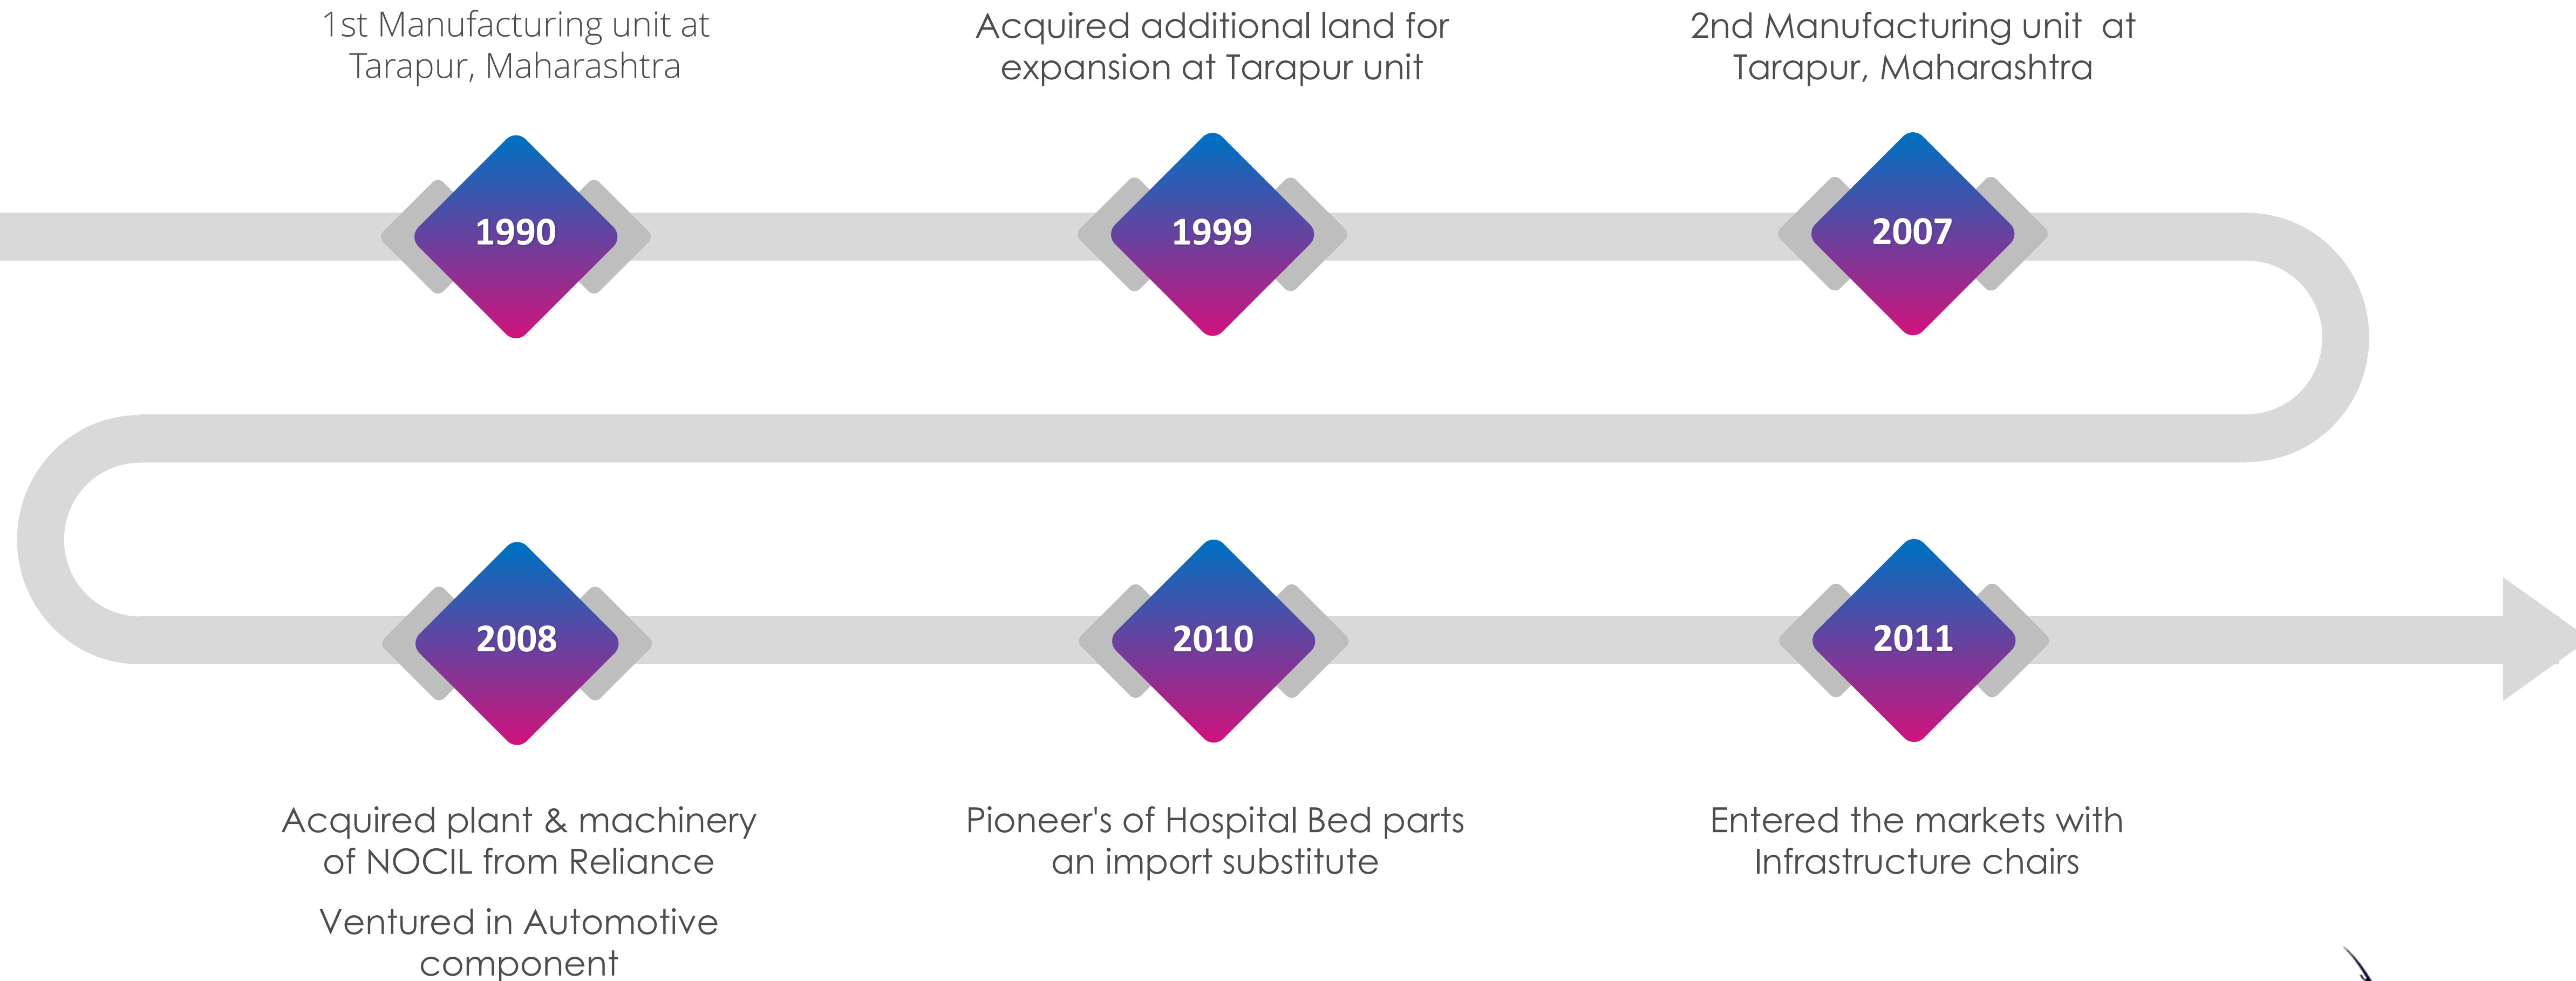 1st Manufacturing unit at
Tarapur, Maharashtra
Acquired additional land for
expansion at Tarapur unit
2nd Manufacturing unit  at
Tarapur, Maharashtra
1990
1999
2007
2008
2010
2011
Acquired plant & machinery
of NOCIL from Reliance
Ventured in Automotive
component
Pioneer's of Hospital Bed parts
an import substitute
Entered the markets with
Infrastructure chairs